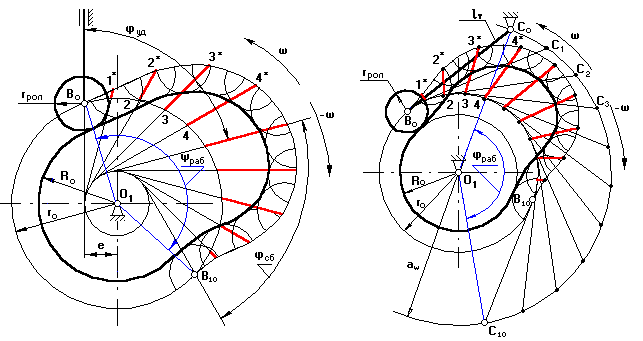 φуд
ω
3*
2*
4*
1*
B₀
rрол
2
3
4
-ω
φраб
R₀
O₁
r₀
e
φсб
B₁₀
lт
C₀
ω
3*
4*
C₁
2*
C₂
rрол
1*
B₀
2
3
4
C₃
-ω
φраб
R₀
O₁
r₀
B₁₀
aw
C₁₀